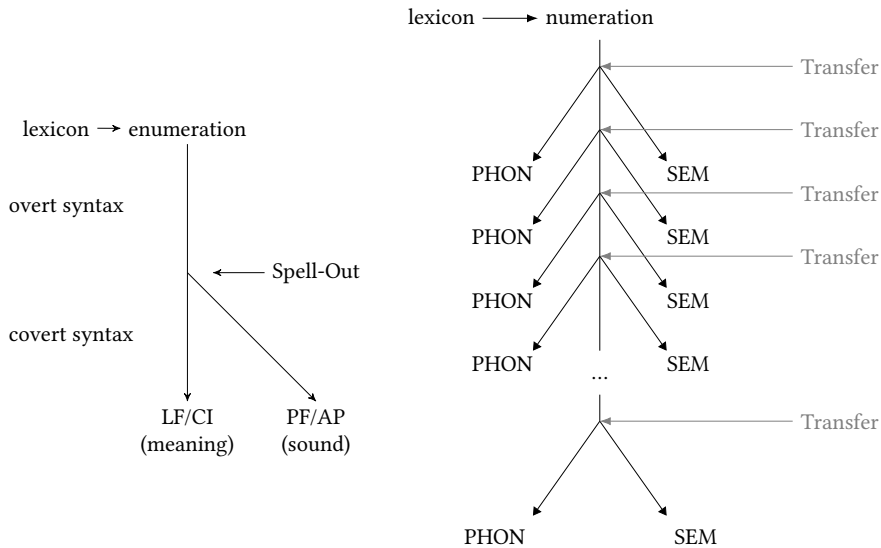 lexicon enumeration
overt syntax
Spell-Out
covert syntax
LF/CI PF/AP
(meaning) (sound)
lexicon numeration
Transfer
Transfer
PHON SEM
Transfer
PHON SEM
Transfer
PHON SEM
PHON SEM
...
Transfer
PHON SEM